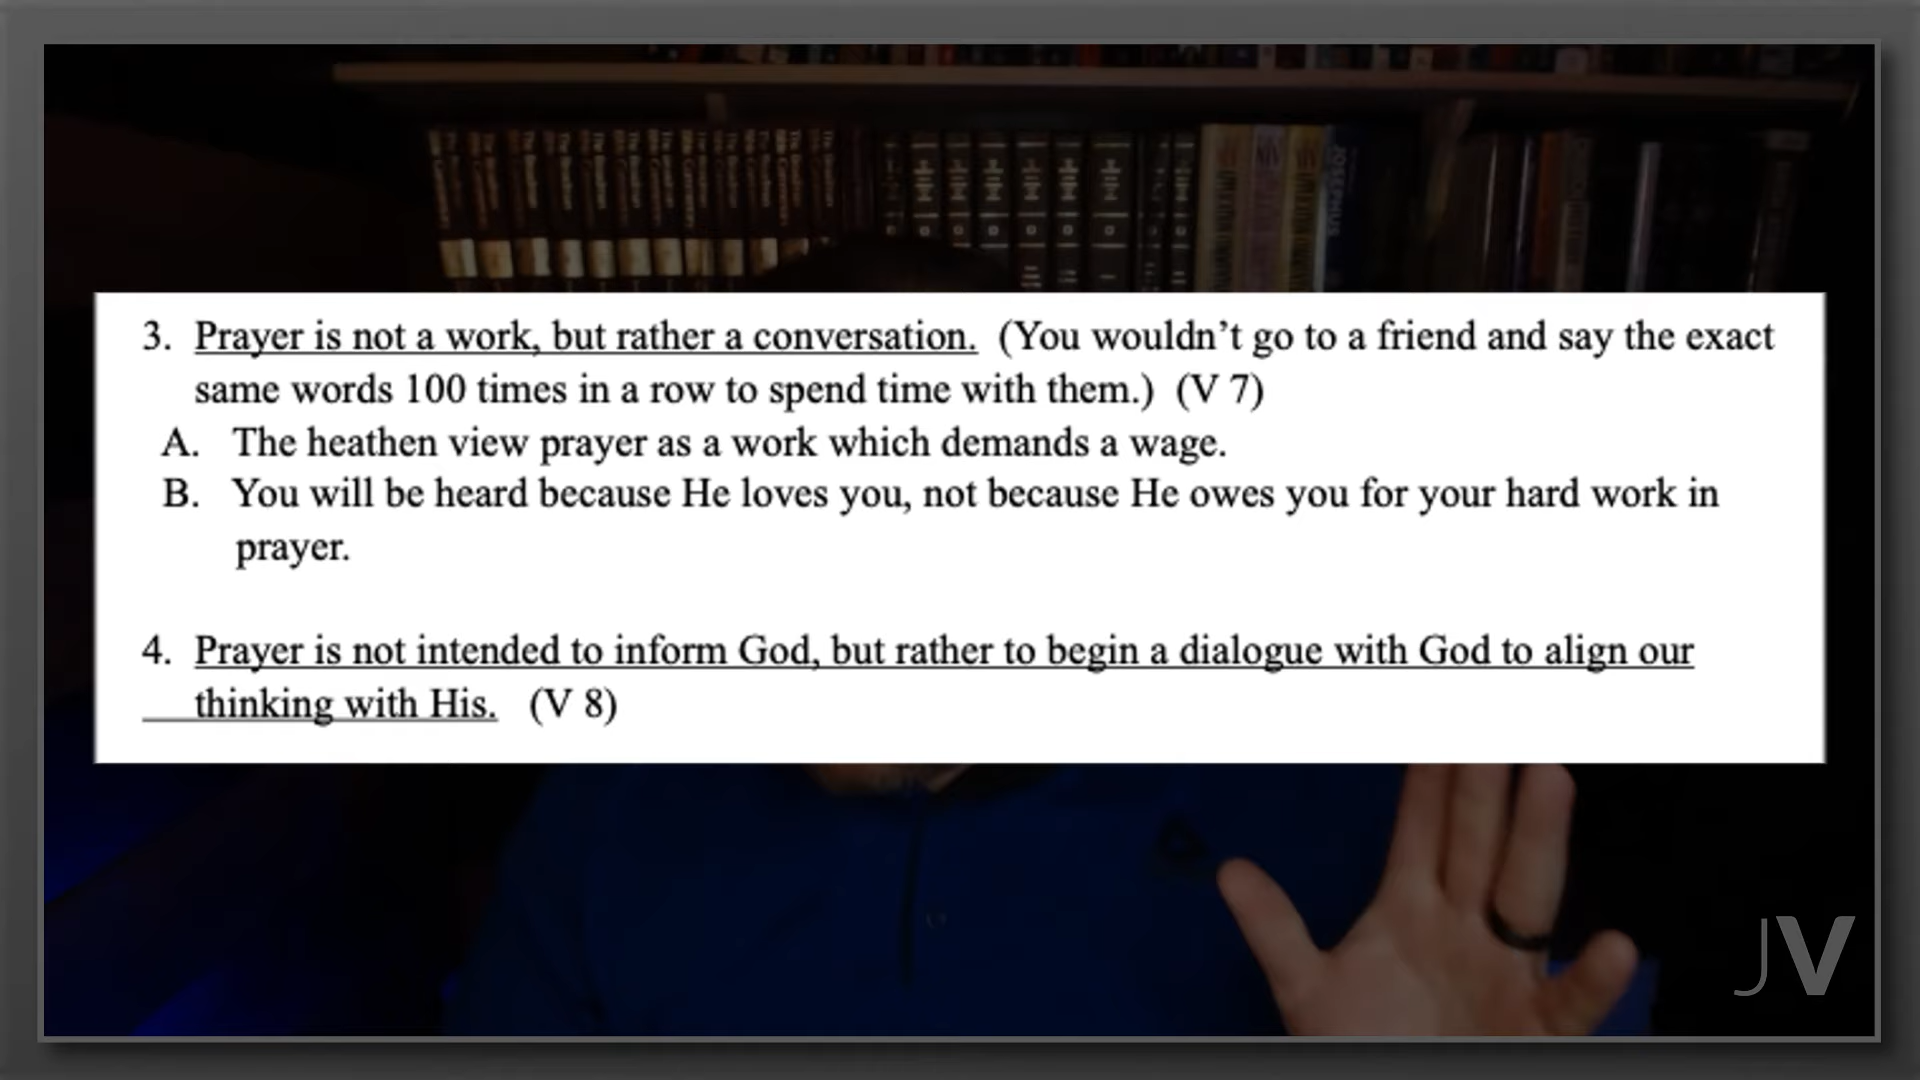 NIV
JOSEPHUS
3. Prayer is not a work, but rather a conversation. (You wouldn’t go to a friend and say the exact
same words 100 times in a row to spend time with them.) (V 7)
A. The heathen view prayer as a work which demands a wage.
B. You will be heard because He loves you, not because He owes you for your hard work in
prayer.
4. Prayer is not intended to inform God, but rather to begin a dialogue with God to align our
thinking with His. (V 8)
JV